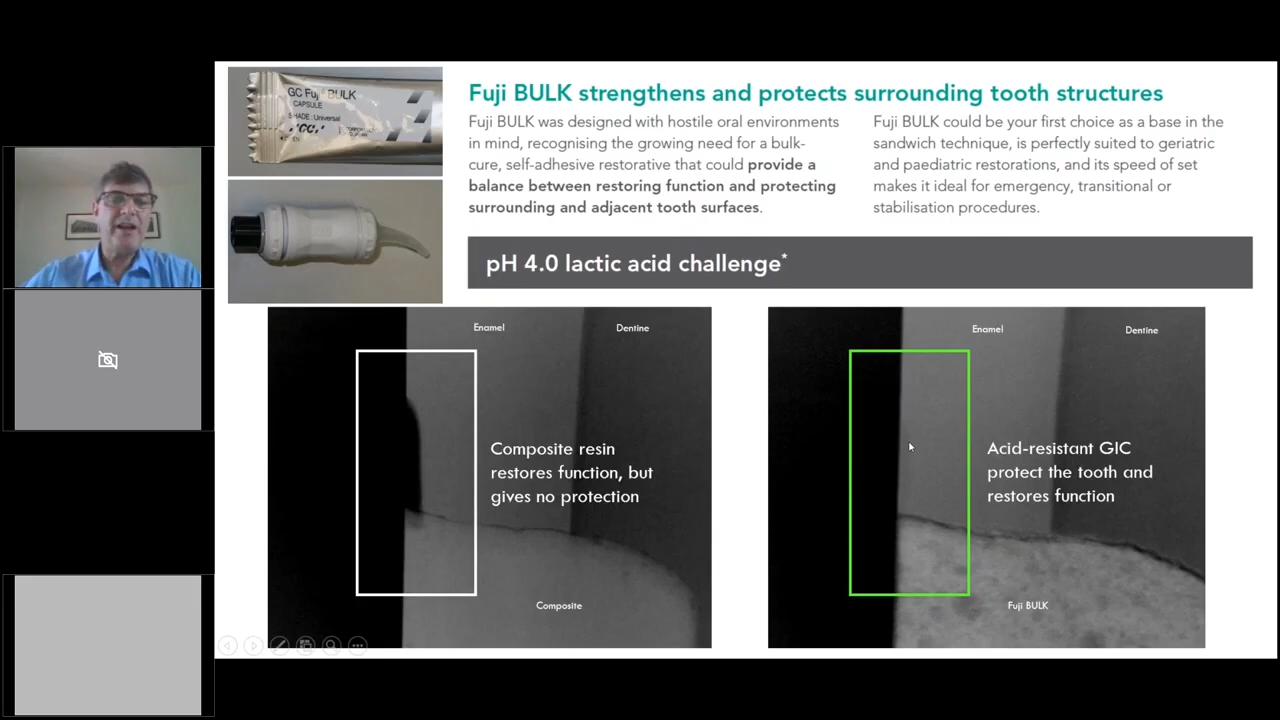 GC Fuji BULK
CAPSULE
SHADE: Universal
GC
Fuji BULK strengthens and protects surrounding tooth structures
Fuji BULK was designed with hostile oral environments
in mind, recognising the growing need for a bulk-
cure, self-adhesive restorative that could provide a
balance between restoring function and protecting
surrounding and adjacent tooth surfaces.
Fuji BULK could be your first choice as a base in the
sandwich technique, is perfectly suited to geriatric
and paediatric restorations, and its speed of set
makes it ideal for emergency, transitional or
stabilisation procedures.
pH 4.0 lactic acid challenge*
Enamel
Dentine
Composite resin
restores function, but
gives no protection
Composite
Enamel
Dentine
Acid-resistant GIC
protect the tooth and
restores function
Fuji BULK